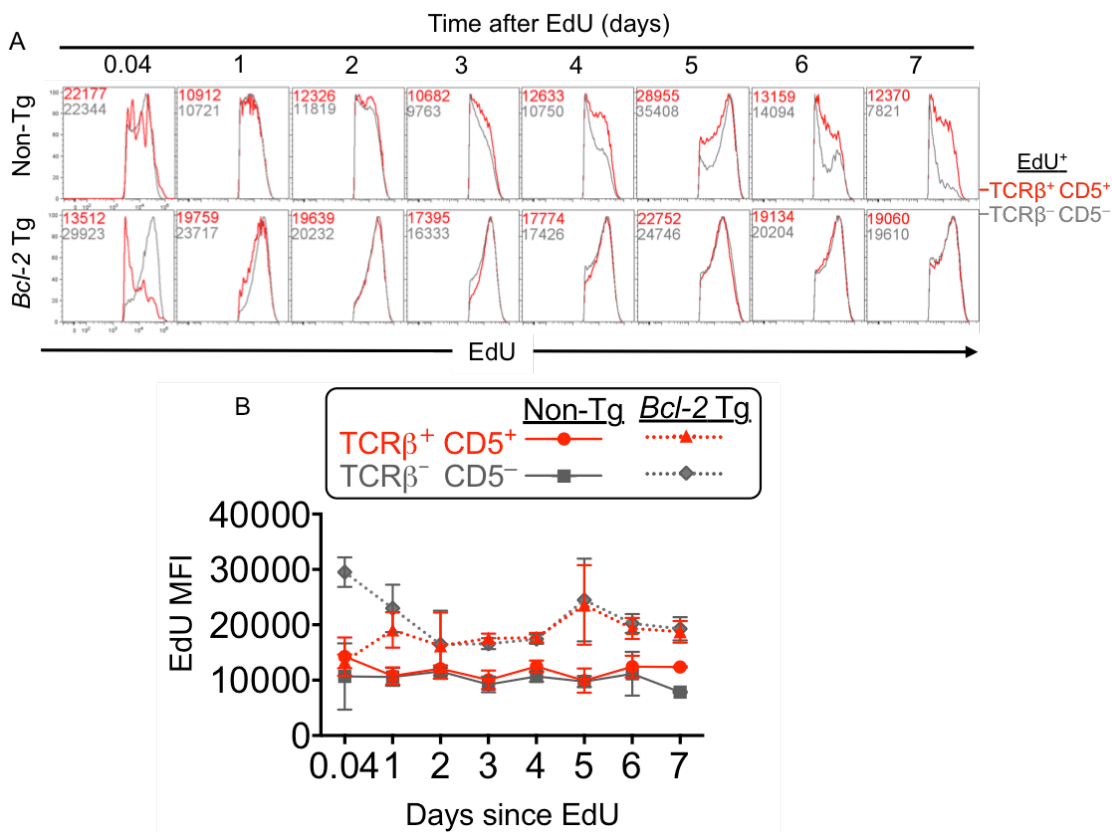 Time after EdU (days)
A
0.04 1 2 3 4 5 6 7
Non-Tg
22177 10912 12326 10682 12633 28955 13159 12370
22344 10721 11819 9763 10750 35408 14094 7821
EdU+
TCRβ+ CD5+
TCRβ− CD5−
Bcl-2 Tg
13512 19759 19639 17395 17774 22752 19134 19060
29923 23717 20232 16333 17426 24746 20204 19610
EdU
B
Non-Tg Bcl-2 Tg
TCRβ+ CD5+
TCRβ− CD5−
EdU MFI
40000
30000
20000
10000
0
0.04 1 2 3 4 5 6 7
Days since EdU